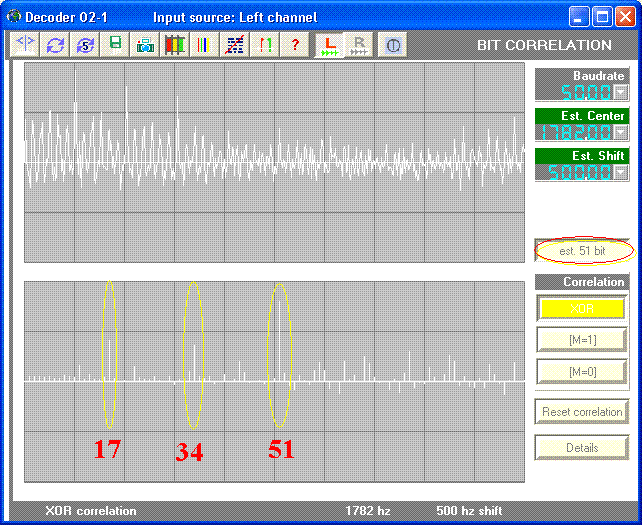 Decoder 02-1 Input source: Left channel
<I> 5 ? L R BIT CORRELATION
Baudrate
50.00
Est. Center
1782.00
Est. Shift
500.00
est. 51 bit
Correlation
XOR
[M=1]
[M=0]
Reset correlation
Details
17 34 51
XOR correlation 1782 hz 500 hz shift